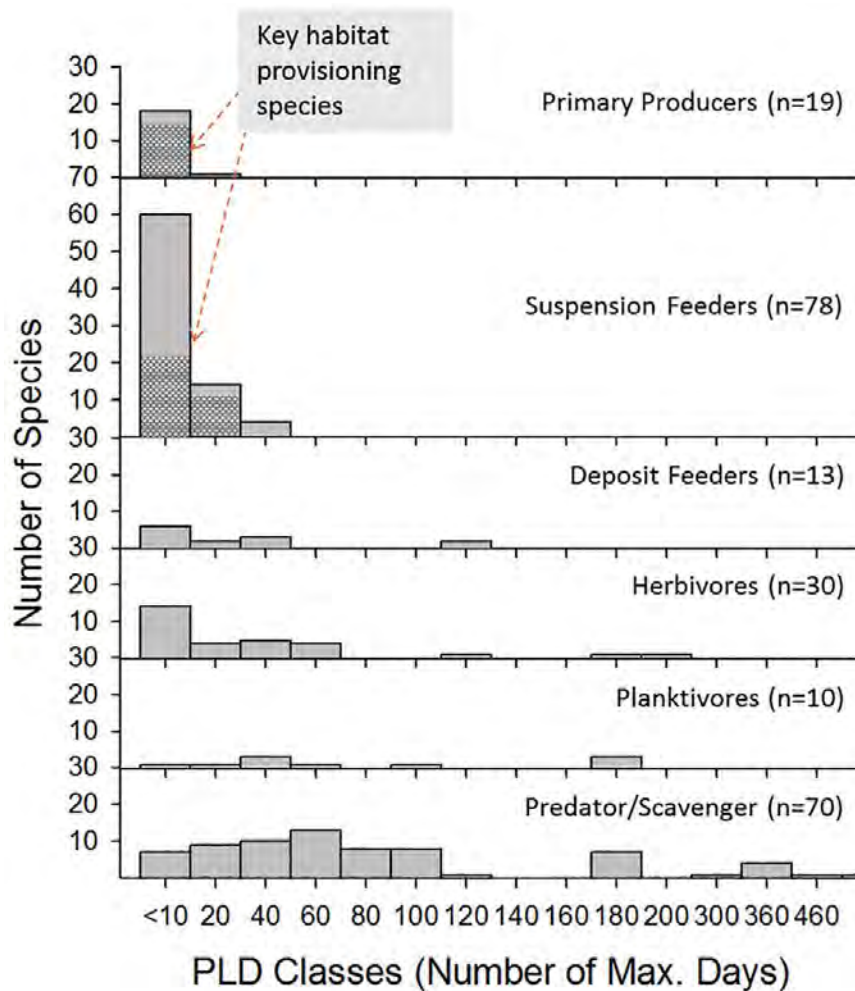 Key habitat
provisioning
species
Primary Producers (n=19)
30
20
10
70
Suspension Feeders (n=78)
60
50
40
30
20
10
30
Deposit Feeders (n=13)
20
10
30
Herbivores (n=30)
20
10
30
Planktivores (n=10)
20
10
30
Predator/Scavenger (n=70)
20
10
Number of Species
<10 20 40 60 80 100 120 140 160 180 200 300 360 460
PLD Classes (Number of Max. Days)